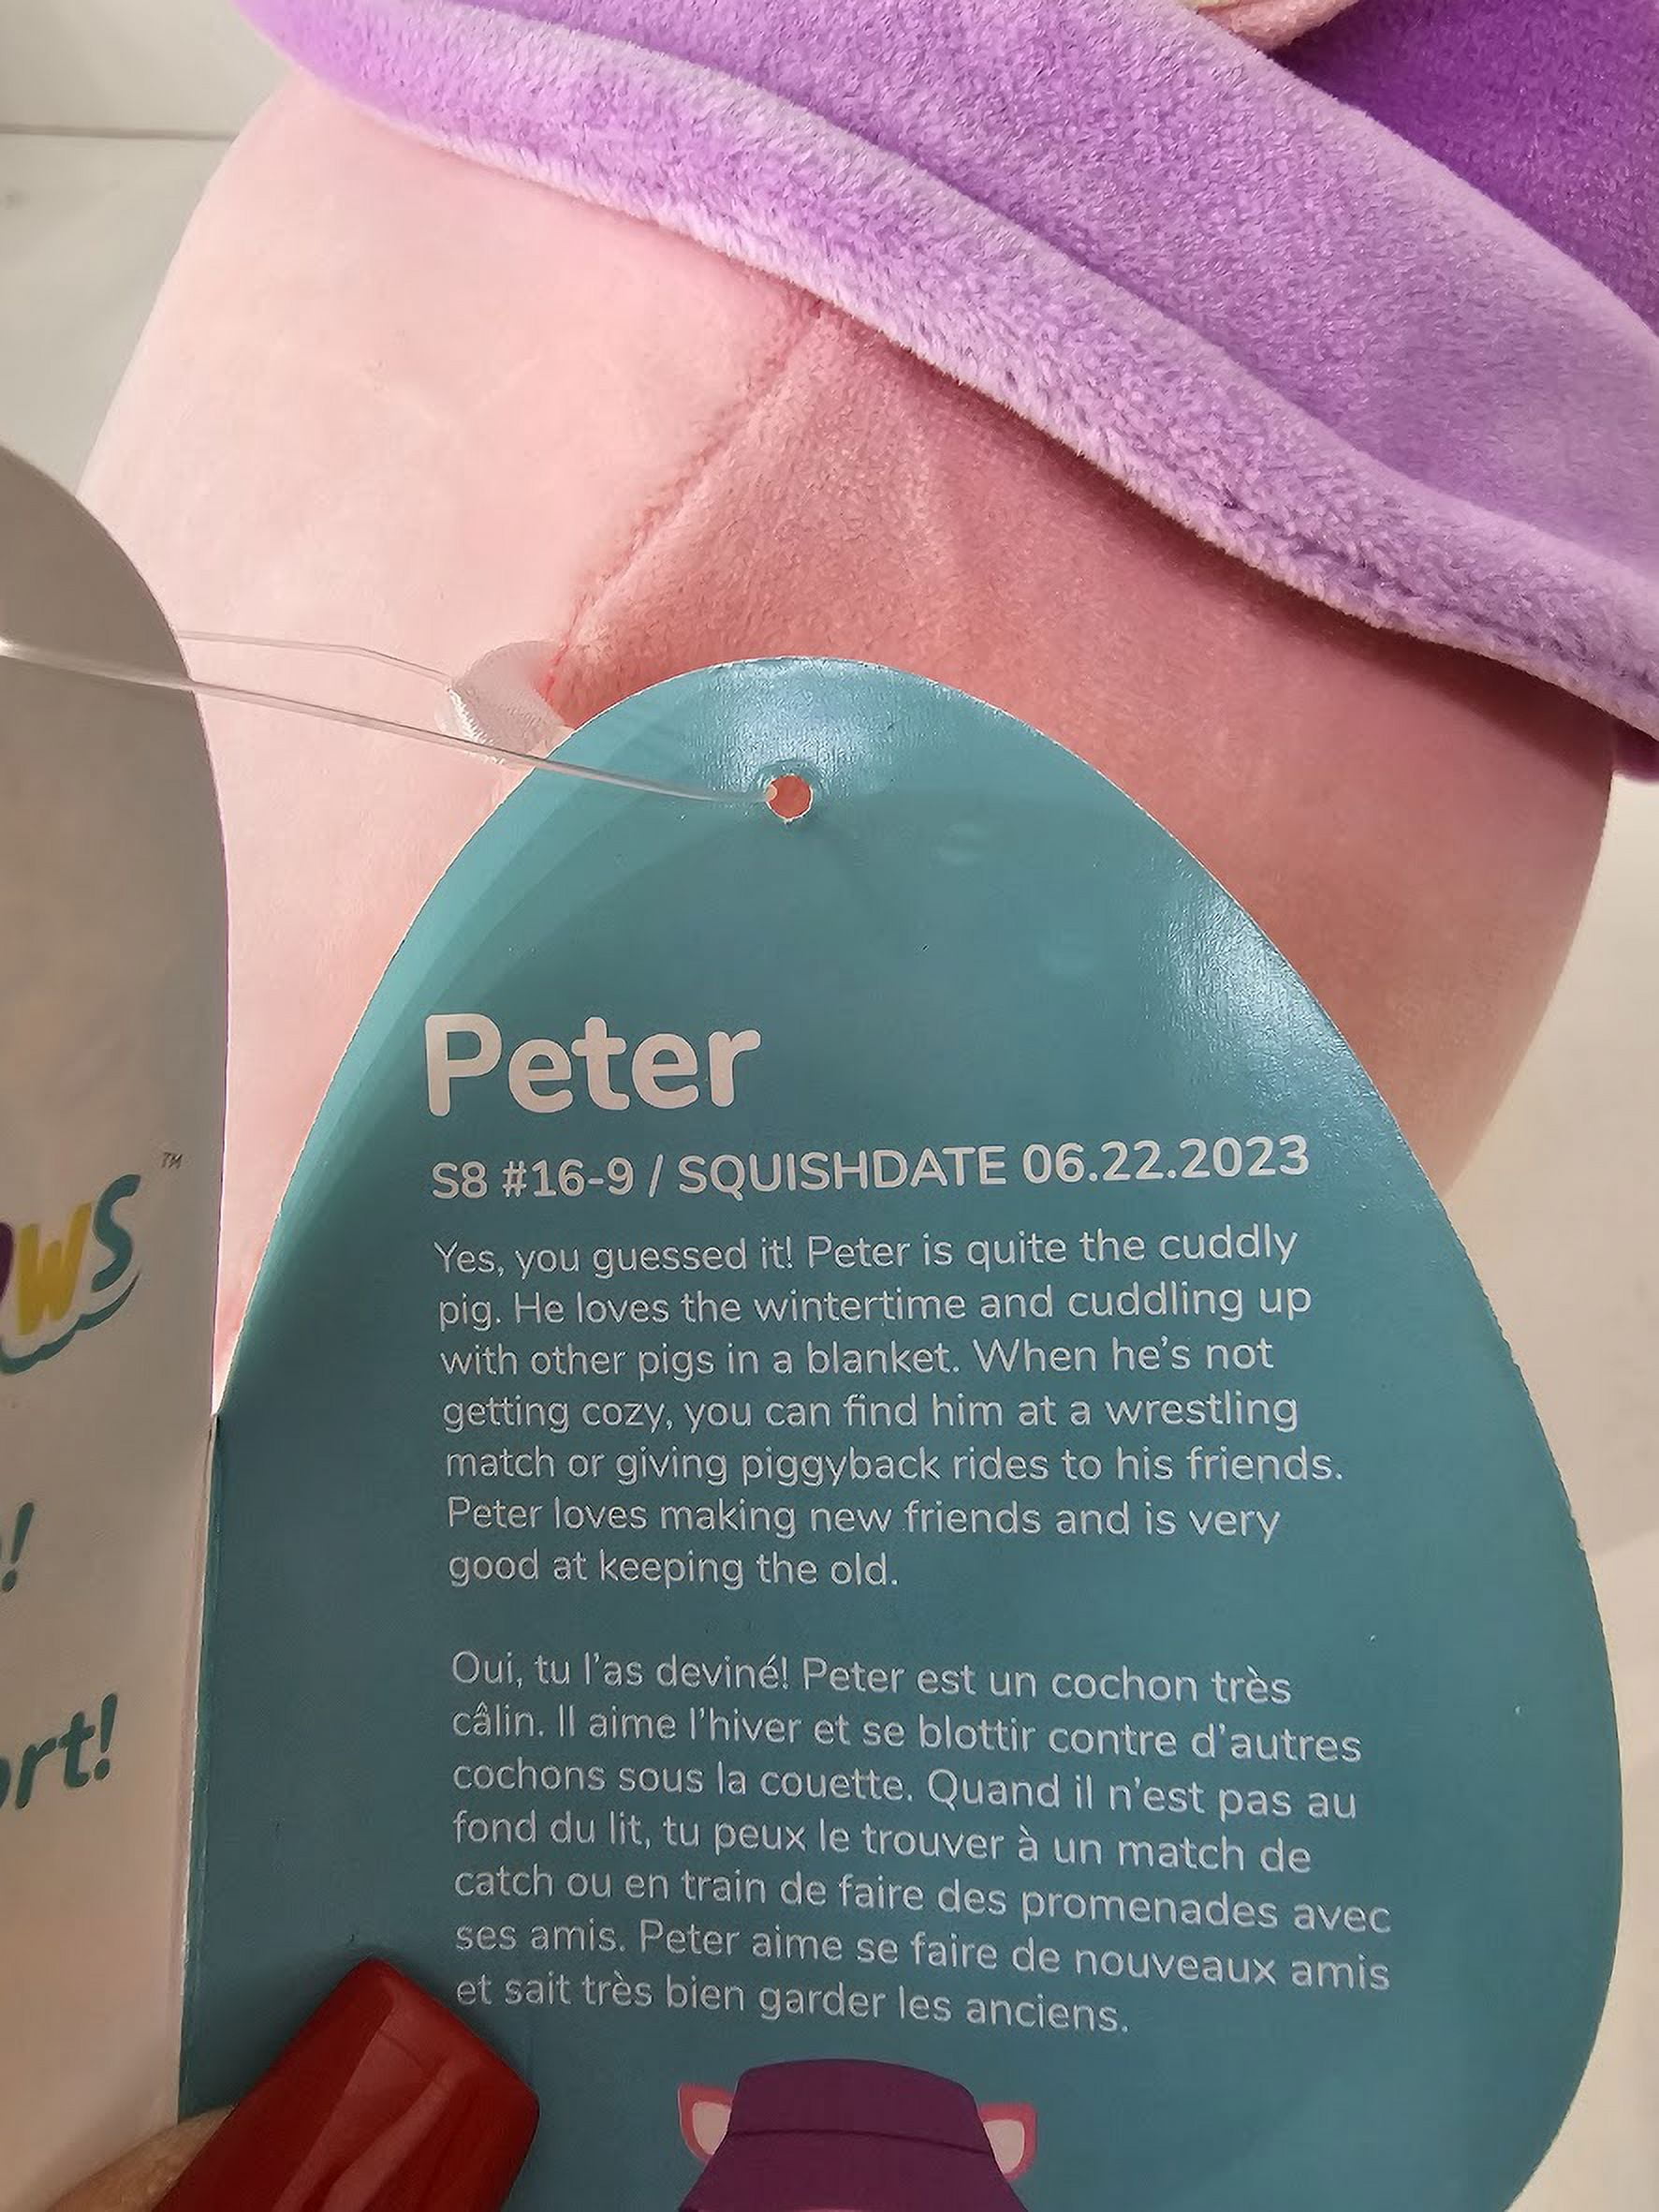 Peter
S8 #16-9 / SQUISHDATE 06.22.2023
Yes, you guessed it! Peter is quite the cuddly
pig. He loves the wintertime and cuddling up
with other pigs in a blanket. When he's not
getting cozy, you can find him at a wrestling
match or giving piggyback rides to his friends.
Peter loves making new friends and is very
good at keeping the old.
Oui, tu l'as deviné! Peter est un cochon très
câlin. Il aime l'hiver et se blottir contre d'autres
cochons sous la couette. Quand il n'est pas au
fond du lit, tu peux le trouver à un match de
catch ou en train de faire des promenades avec
ses amis. Peter aime se faire de nouveaux amis
et sait très bien garder les anciens.